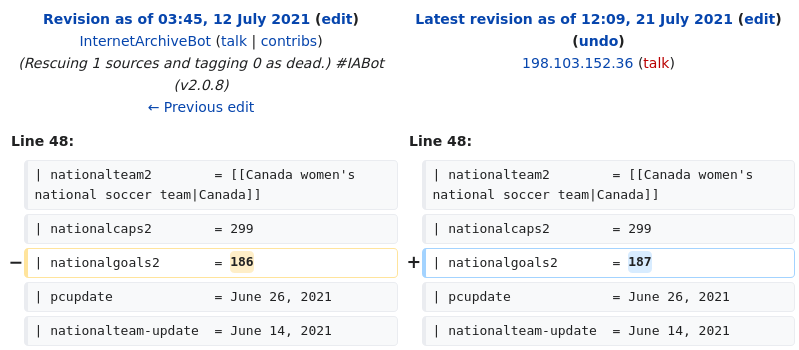 Revision as of 03:45, 12 July 2021 (edit)
InternetArchiveBot (talk | contribs)
(Rescuing 1 sources and tagging 0 as dead.) #IABot
(v2.0.8)
← Previous edit
Latest revision as of 12:09, 21 July 2021 (edit)
(undo)
198.103.152.36 (talk)
Line 48:
Line 48:
| nationalteam2        = [[Canada women's
national soccer team|Canada]]
| nationalteam2        = [[Canada women's
national soccer team|Canada]]
| nationalcaps2        = 299
| nationalcaps2        = 299
− | nationalgoals2       = 186
+ | nationalgoals2       = 187
| pcupdate             = June 26, 2021
| pcupdate             = June 26, 2021
| nationalteam-update  = June 14, 2021
| nationalteam-update  = June 14, 2021